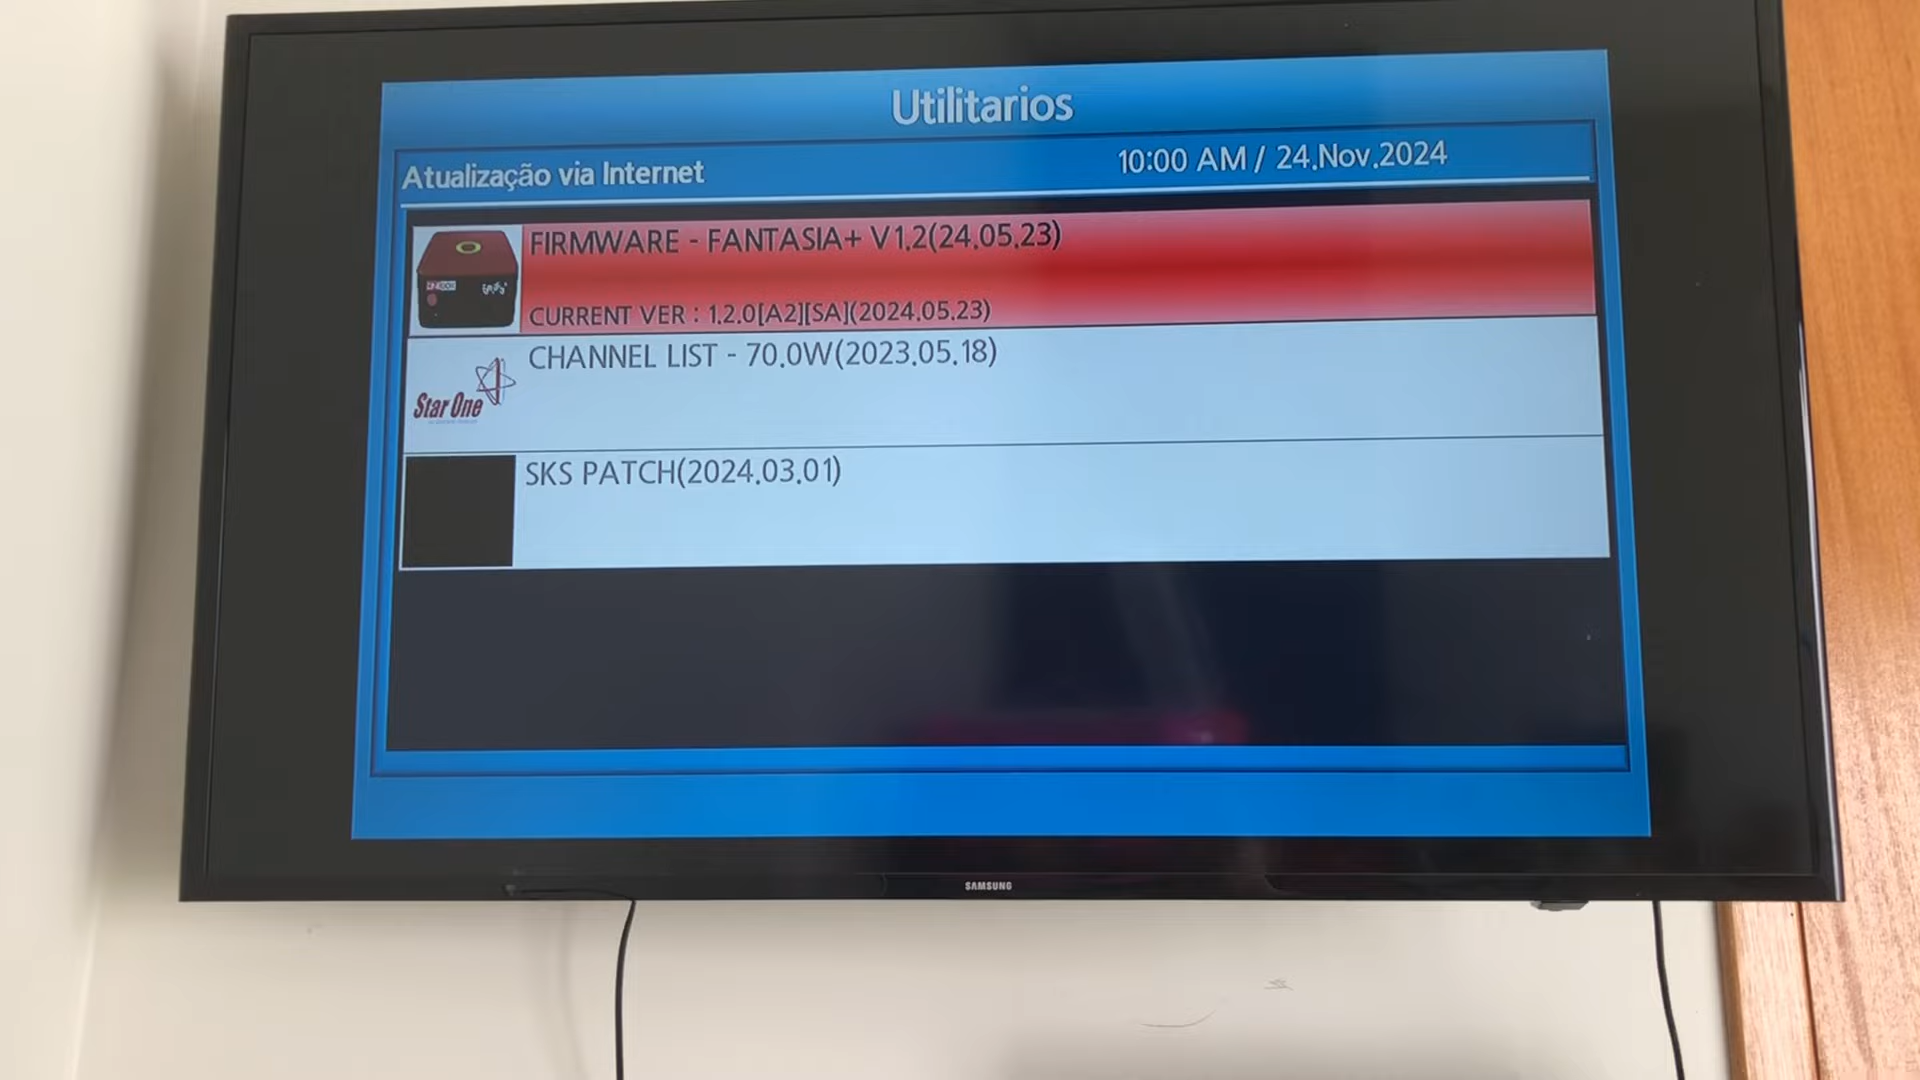 Utilitarios
Atualização via Internet
10:00 AM / 24.Nov.2024
FIRMWARE - FANTASIA+ V1.2(24.05.23)
CURRENT VER : 1.2.0[A2][SA](2024.05.23)
CHANNEL LIST - 70.0W(2023.05.18)
Star One
SKS PATCH(2024.03.01)
SAMSUNG